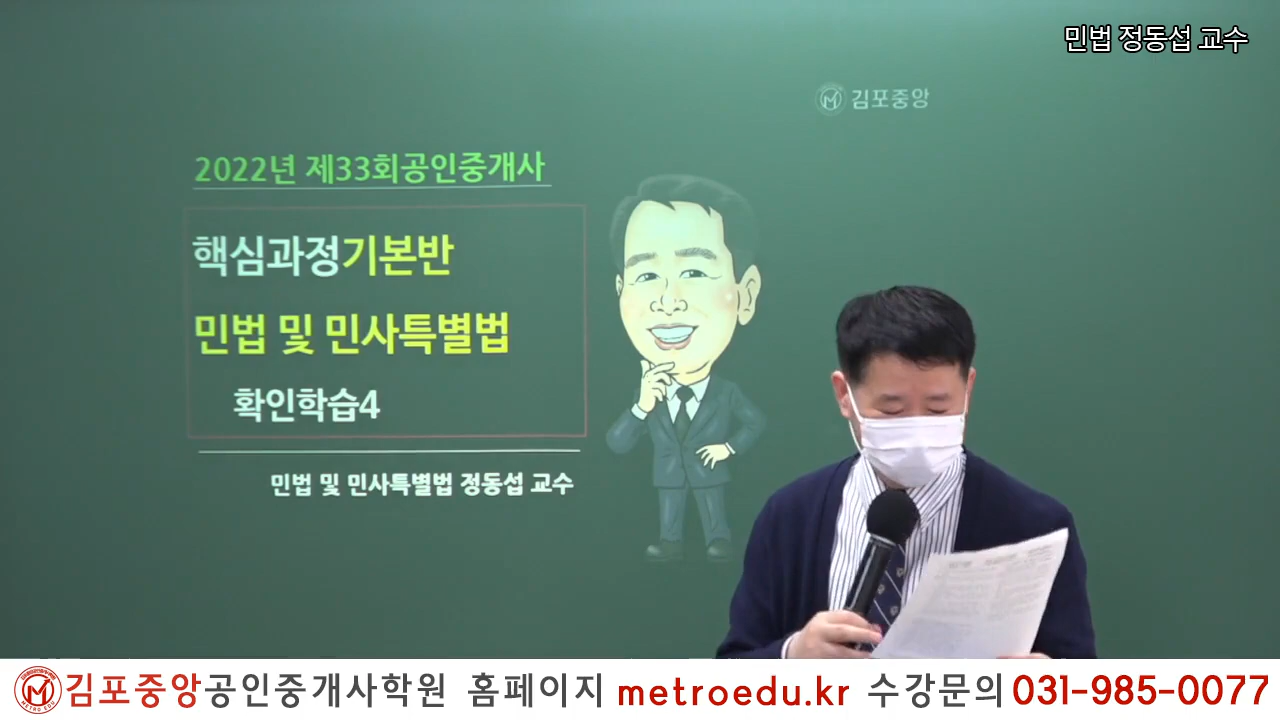 민법 정동섭 교수
김포중앙
2022년 제33회공인중개사
핵심과정기본반
민법 및 민사특별법
확인학습4
민법 및 민사특별법 정동섭 교수
김포중앙공인중개사학원 홈페이지 metroedu.kr 수강문의 031-985-0077
METRO EDU